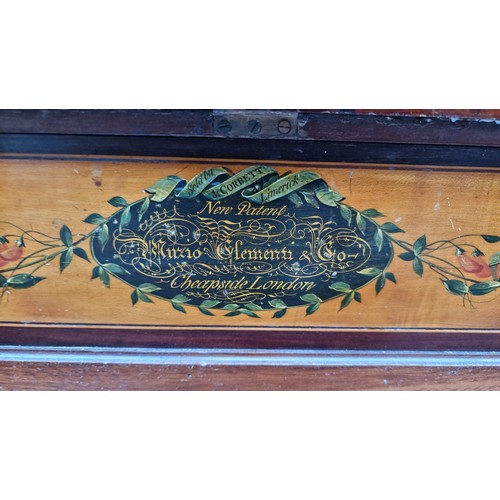 Sold by J. CORBETT Limerick
New Patent
Muzio Clementi & Co.
Cheapside London